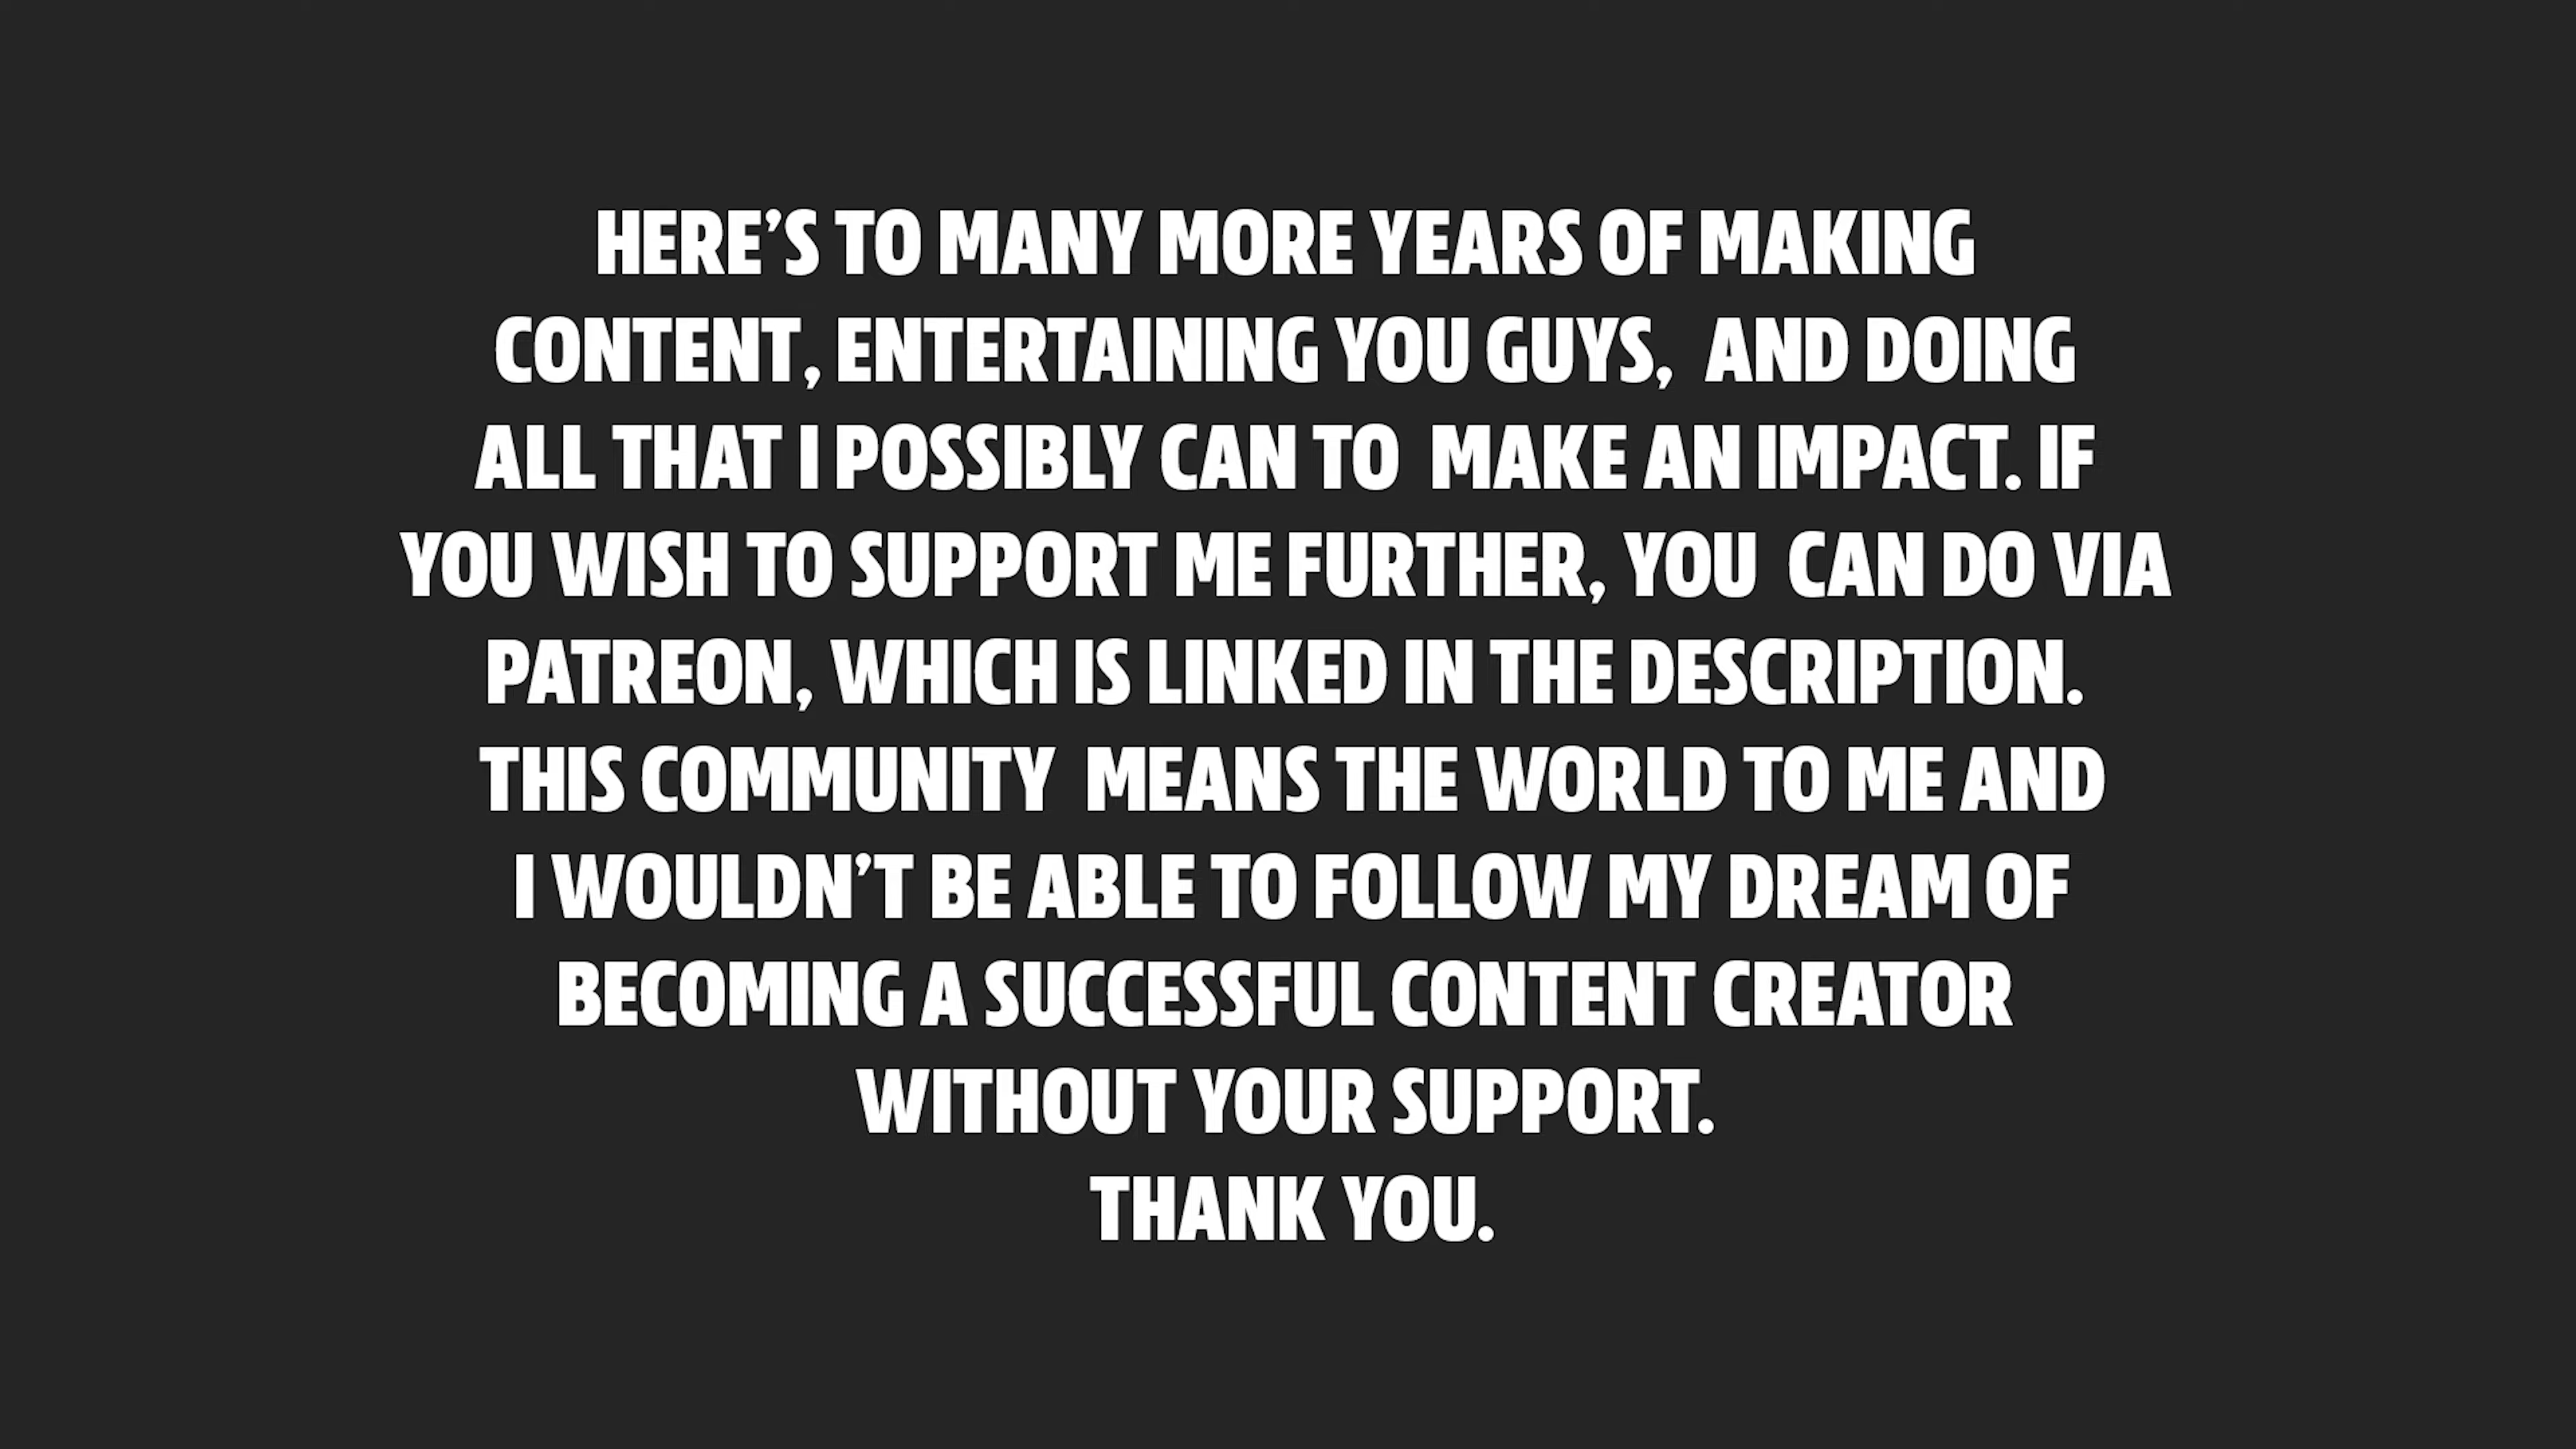 HERE'S TO MANY MORE YEARS OF MAKING
CONTENT, ENTERTAINING YOU GUYS,  AND DOING
ALL THAT I POSSIBLY CAN TO  MAKE AN IMPACT. IF
YOU WISH TO SUPPORT ME FURTHER, YOU  CAN DO VIA
PATREON, WHICH IS LINKED IN THE DESCRIPTION.
THIS COMMUNITY  MEANS THE WORLD TO ME AND
I WOULDN'T BE ABLE TO FOLLOW MY DREAM OF
BECOMING A SUCCESSFUL CONTENT CREATOR
WITHOUT YOUR SUPPORT.
THANK YOU.